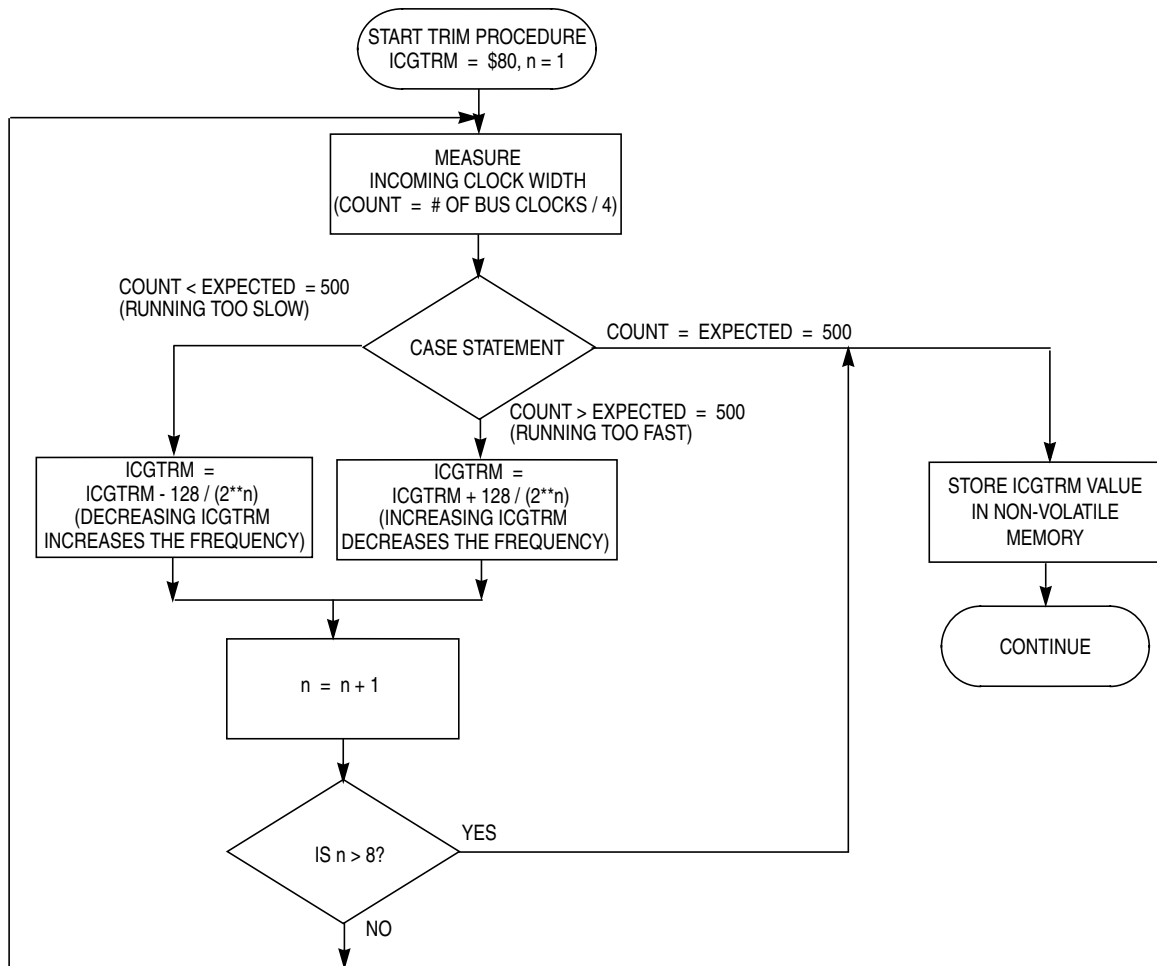 START TRIM PROCEDURE
ICGTRM = $80, n = 1
MEASURE
INCOMING CLOCK WIDTH
(COUNT = # OF BUS CLOCKS / 4)
COUNT < EXPECTED = 500
(RUNNING TOO SLOW)
CASE STATEMENT
COUNT = EXPECTED = 500
COUNT > EXPECTED = 500
(RUNNING TOO FAST)
ICGTRM =
ICGTRM - 128 / (2**n)
(DECREASING ICGTRM
INCREASES THE FREQUENCY)
ICGTRM =
ICGTRM + 128 / (2**n)
(INCREASING ICGTRM
DECREASES THE FREQUENCY)
STORE ICGTRM VALUE
IN NON-VOLATILE
MEMORY
CONTINUE
n = n + 1
IS n > 8?
YES
NO